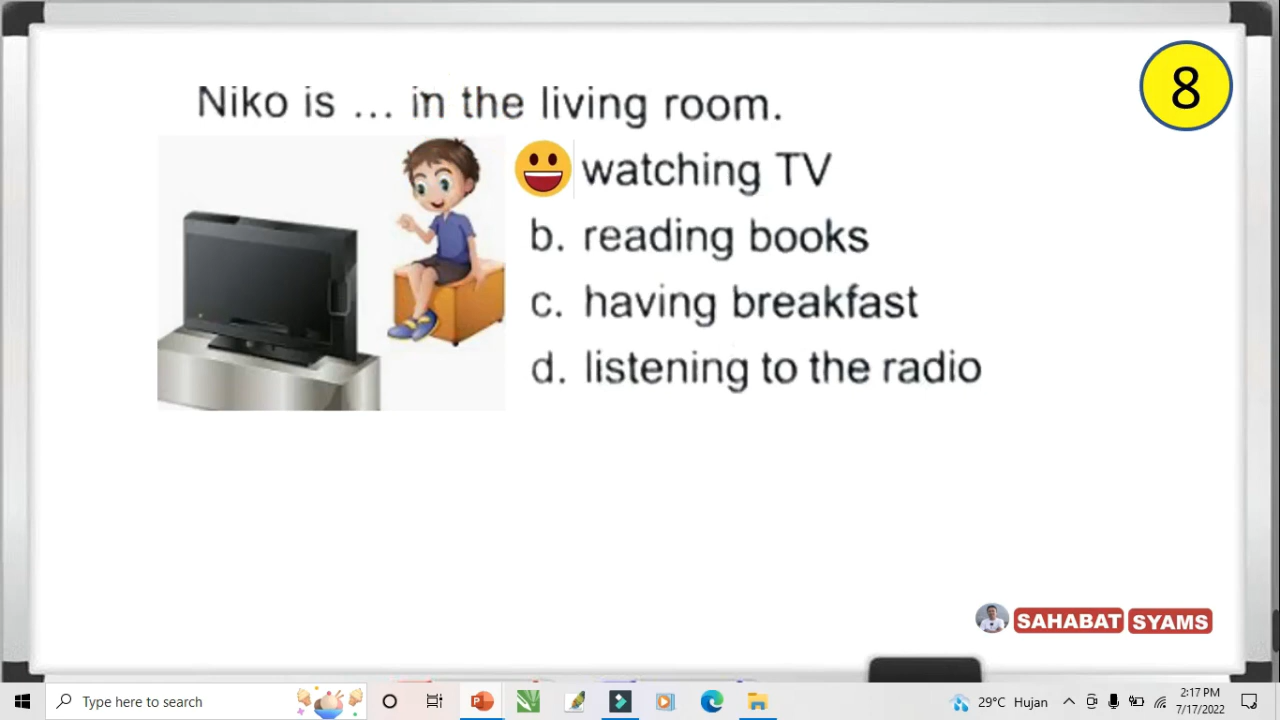 8
Niko is ... in the living room.
watching TV
b. reading books
c. having breakfast
d. listening to the radio
SAHABAT SYAMS
Type here to search
29°C Hujan
2:17 PM
7/17/2022